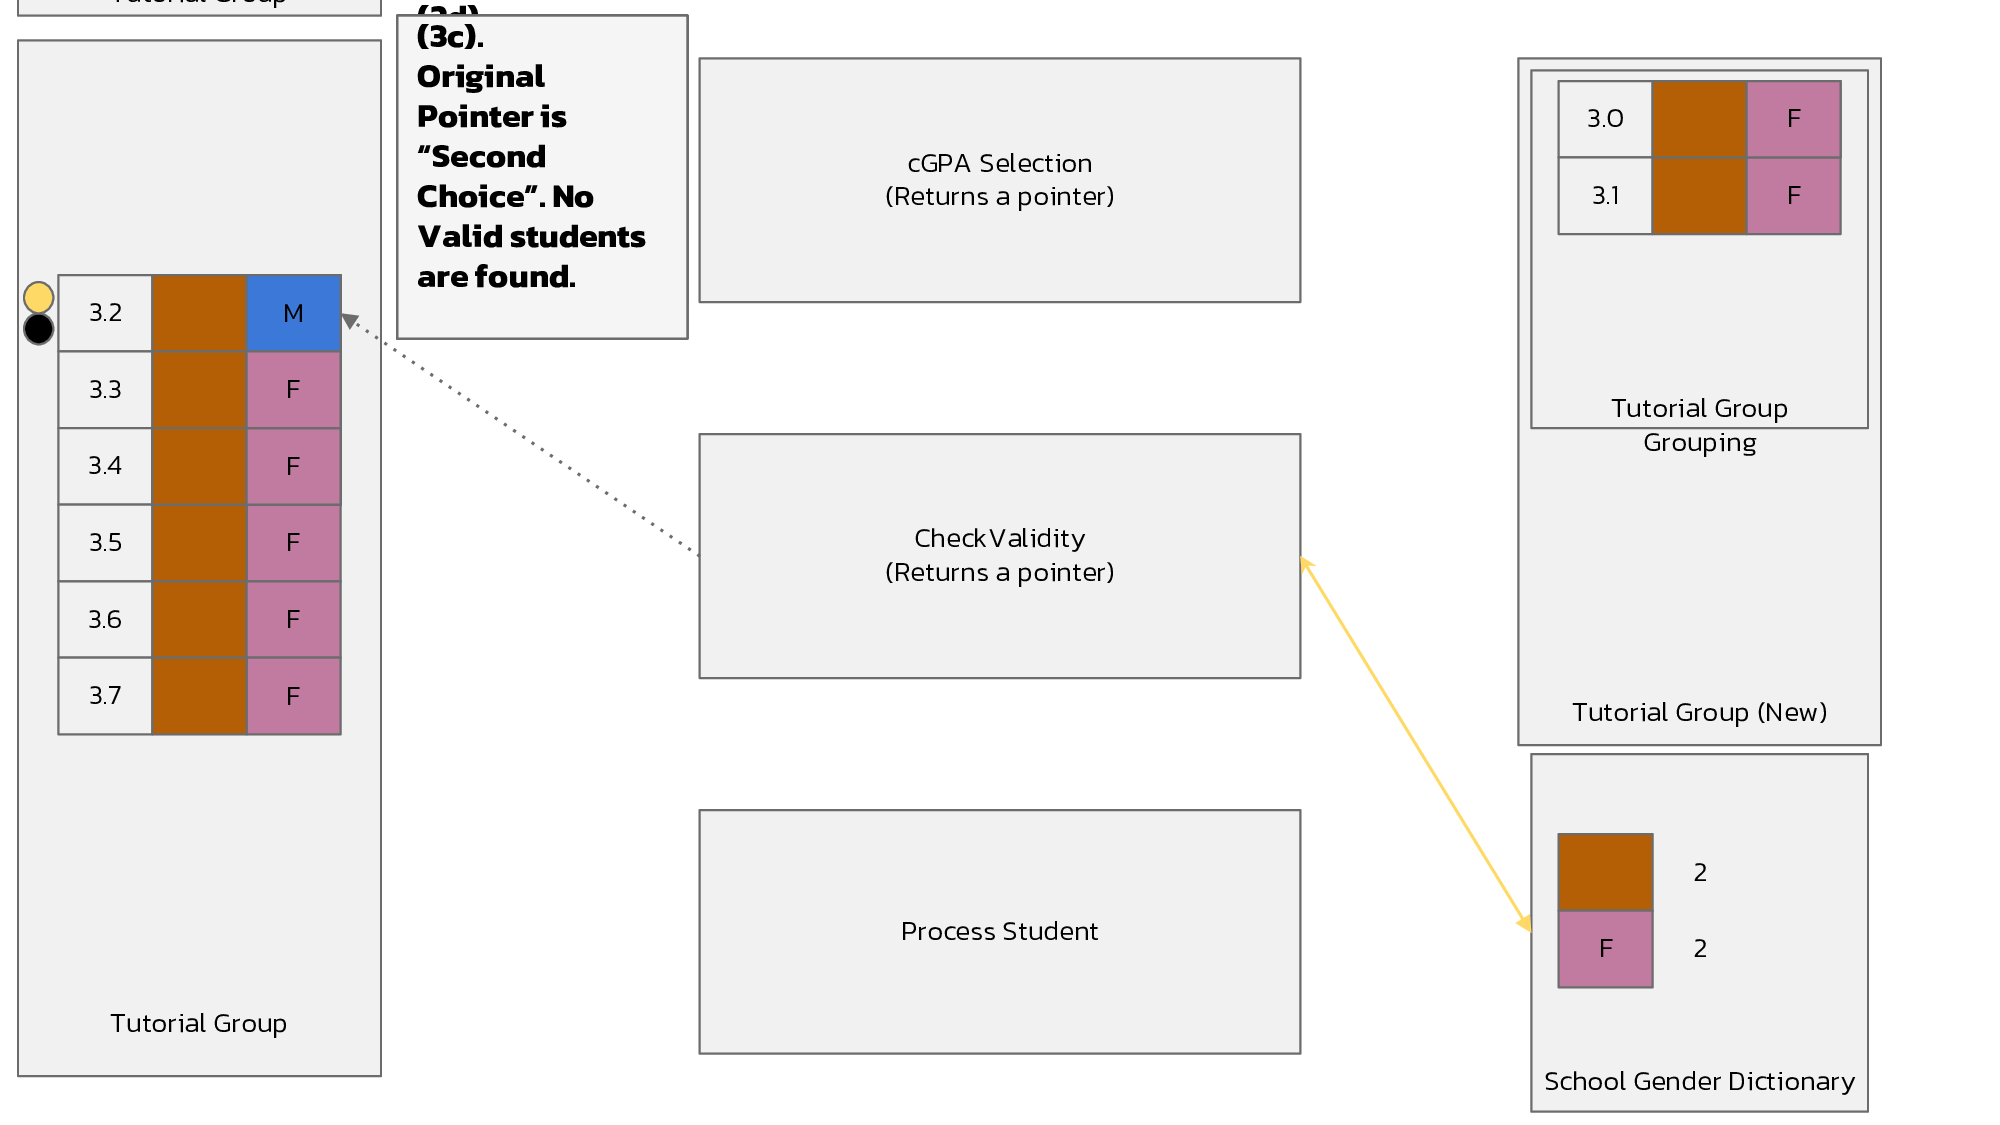 Tutorial Group
(3c).
Original
Pointer is
“Second
Choice”. No
Valid students
are found.
3.2 M
3.3 F
3.4 F
3.5 F
3.6 F
3.7 F
Tutorial Group
cGPA Selection
(Returns a pointer)
CheckValidity
(Returns a pointer)
Process Student
3.0 F
3.1 F
Tutorial Group
Grouping
Tutorial Group (New)
2
F 2
School Gender Dictionary